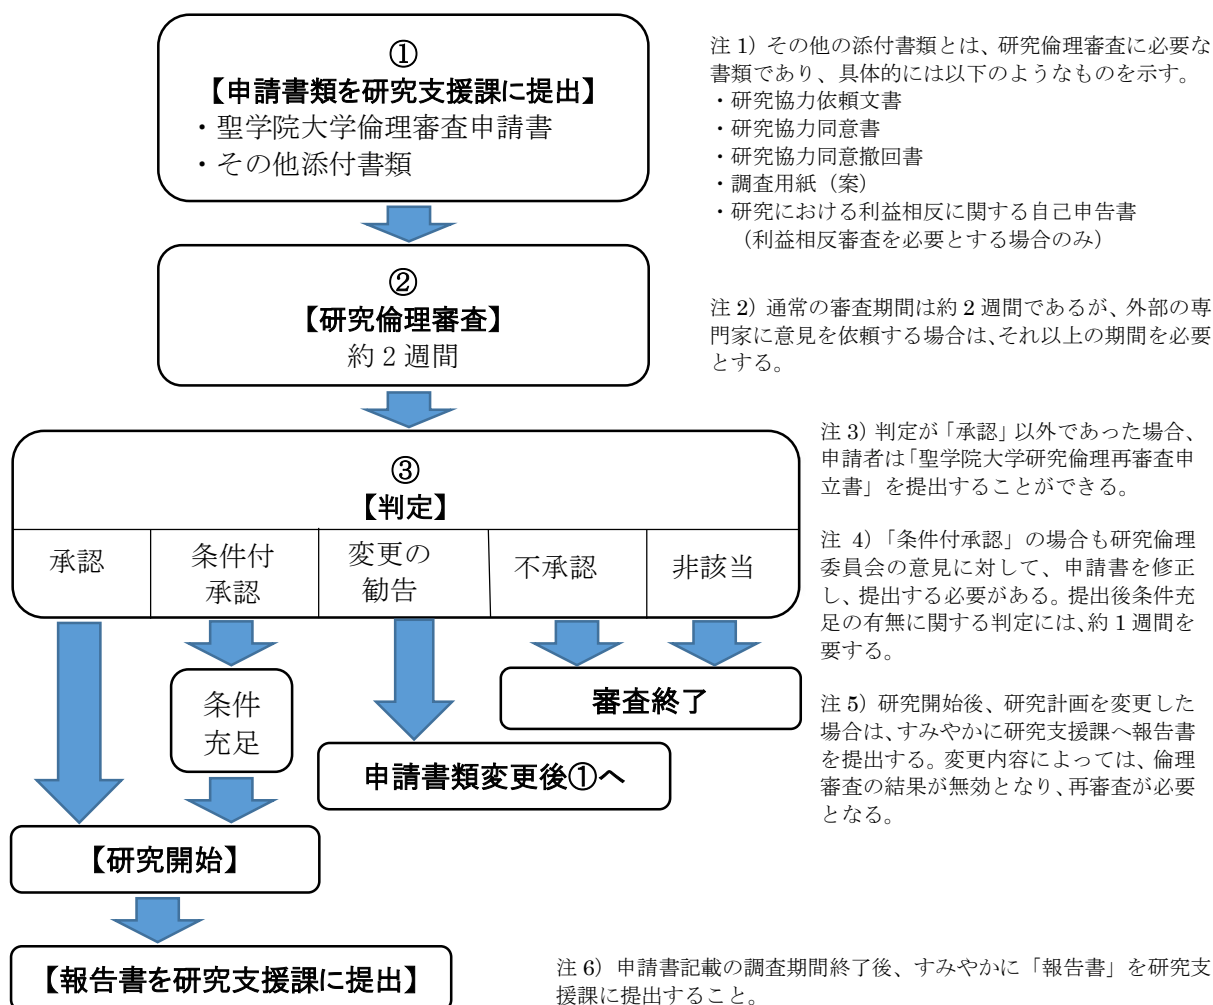 ①
【申請書類を研究支援課に提出】
・聖学院大学倫理審査申請書
・その他添付書類
注 1）その他の添付書類とは、研究倫理審査に必要な
書類であり、具体的には以下のようなものを示す。
・研究協力依頼文書
・研究協力同意書
・研究協力同意撤回書
・調査用紙（案）
・研究における利益相反に関する自己申告書
（利益相反審査を必要とする場合のみ）
②
【研究倫理審査】
約 2 週間
注 2）通常の審査期間は約 2 週間であるが、外部の専
門家に意見を依頼する場合は、それ以上の期間を必要
とする。
③
【判定】
承認
条件付
承認
変更の
勧告
不承認
非該当
注 3）判定が「承認」以外であった場合、
申請者は「聖学院大学研究倫理再審査申
立書」を提出することができる。
注 4）「条件付承認」の場合も研究倫理
委員会の意見に対して、申請書を修正
し、提出する必要がある。提出後条件充
足の有無に関する判定には、約 1 週間を
要する。
条件
充足
審査終了
申請書類変更後①へ
注 5）研究開始後、研究計画を変更した
場合は、すみやかに研究支援課へ報告書
を提出する。変更内容によっては、倫理
審査の結果が無効となり、再審査が必要
となる。
【研究開始】
【報告書を研究支援課に提出】
注 6）申請書記載の調査期間終了後、すみやかに「報告書」を研究支
援課に提出すること。